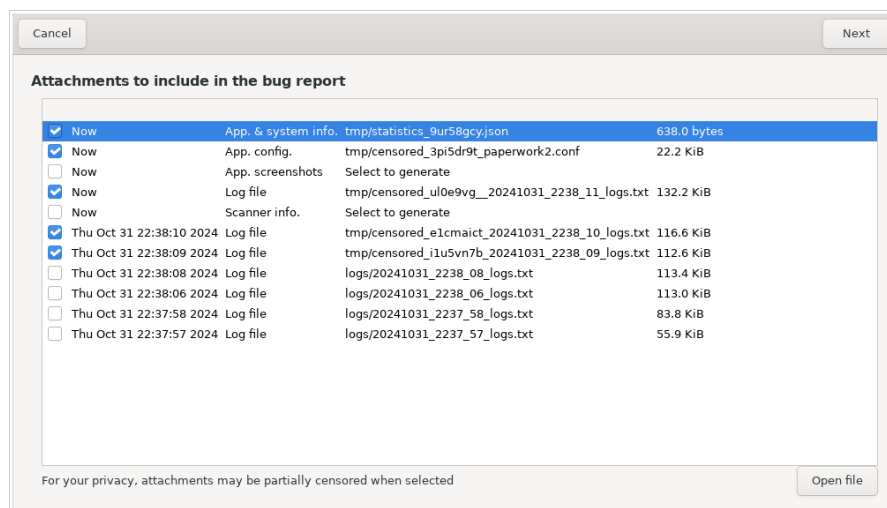 Cancel Next
Attachments to include in the bug report
Now App. & system info. tmp/statistics_9ur58gcy.json 638.0 bytes
Now App. config. tmp/censored_3pi5dr9t_paperwork2.conf 22.2 KiB
Now App. screenshots Select to generate
Now Log file tmp/censored_ul0e9vg__20241031_2238_11_logs.txt 132.2 KiB
Now Scanner info. Select to generate
Thu Oct 31 22:38:10 2024 Log file tmp/censored_e1cmaict_20241031_2238_10_logs.txt 116.6 KiB
Thu Oct 31 22:38:09 2024 Log file tmp/censored_i1u5vn7b_20241031_2238_09_logs.txt 112.6 KiB
Thu Oct 31 22:38:08 2024 Log file logs/20241031_2238_08_logs.txt 113.4 KiB
Thu Oct 31 22:38:06 2024 Log file logs/20241031_2238_06_logs.txt 113.0 KiB
Thu Oct 31 22:37:58 2024 Log file logs/20241031_2237_58_logs.txt 83.8 KiB
Thu Oct 31 22:37:57 2024 Log file logs/20241031_2237_57_logs.txt 55.9 KiB
For your privacy, attachments may be partially censored when selected Open file